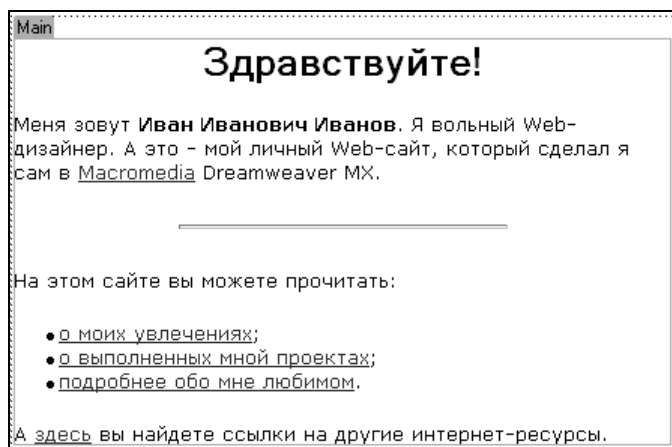 Main
Здравствуйте!
Меня зовут Иван Иванович Иванов. Я вольный Web-
дизайнер. А это - мой личный Web-сайт, который сделал я
сам в Macromedia Dreamweaver MX.
На этом сайте вы можете прочитать:
• о моих увлечениях;
• о выполненных мной проектах;
• подробнее обо мне любимом.
А здесь вы найдете ссылки на другие интернет-ресурсы.